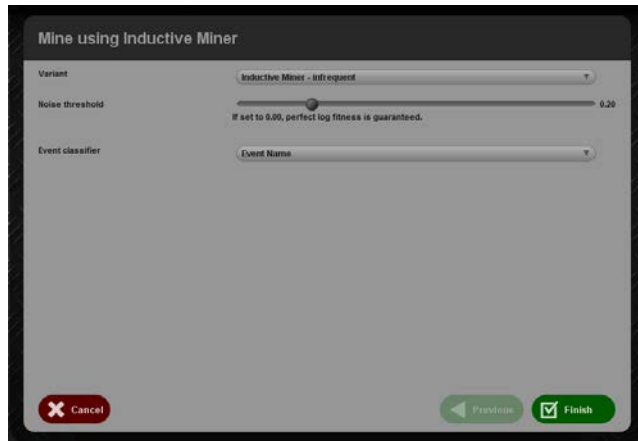 Mine using Inductive Miner
Variant
Inductive Miner - infrequent
Noise threshold
0.20
If set to 0.00, perfect log fitness is guaranteed.
Event classifier
Event Name
Cancel
Previous
Finish